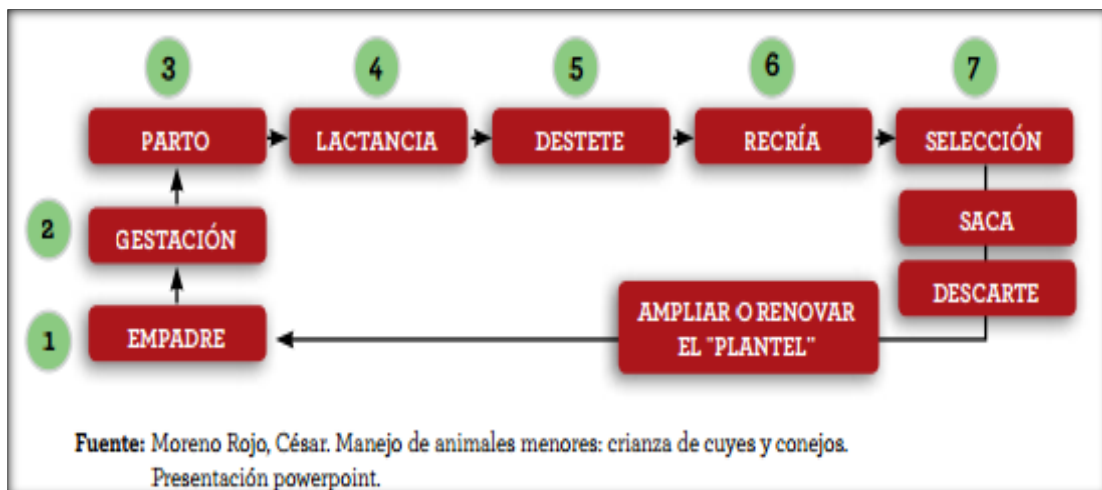 3
4
5
6
7
PARTO
LACTANCIA
DESTETE
RECRÍA
SELECCIÓN
2
GESTACIÓN
SACA
DESCARTE
1
EMPADRE
AMPLIAR O RENOVAR
EL "PLANTEL"
Fuente: Moreno Rojo, César. Manejo de animales menores: crianza de cuyes y conejos.
Presentación powerpoint.